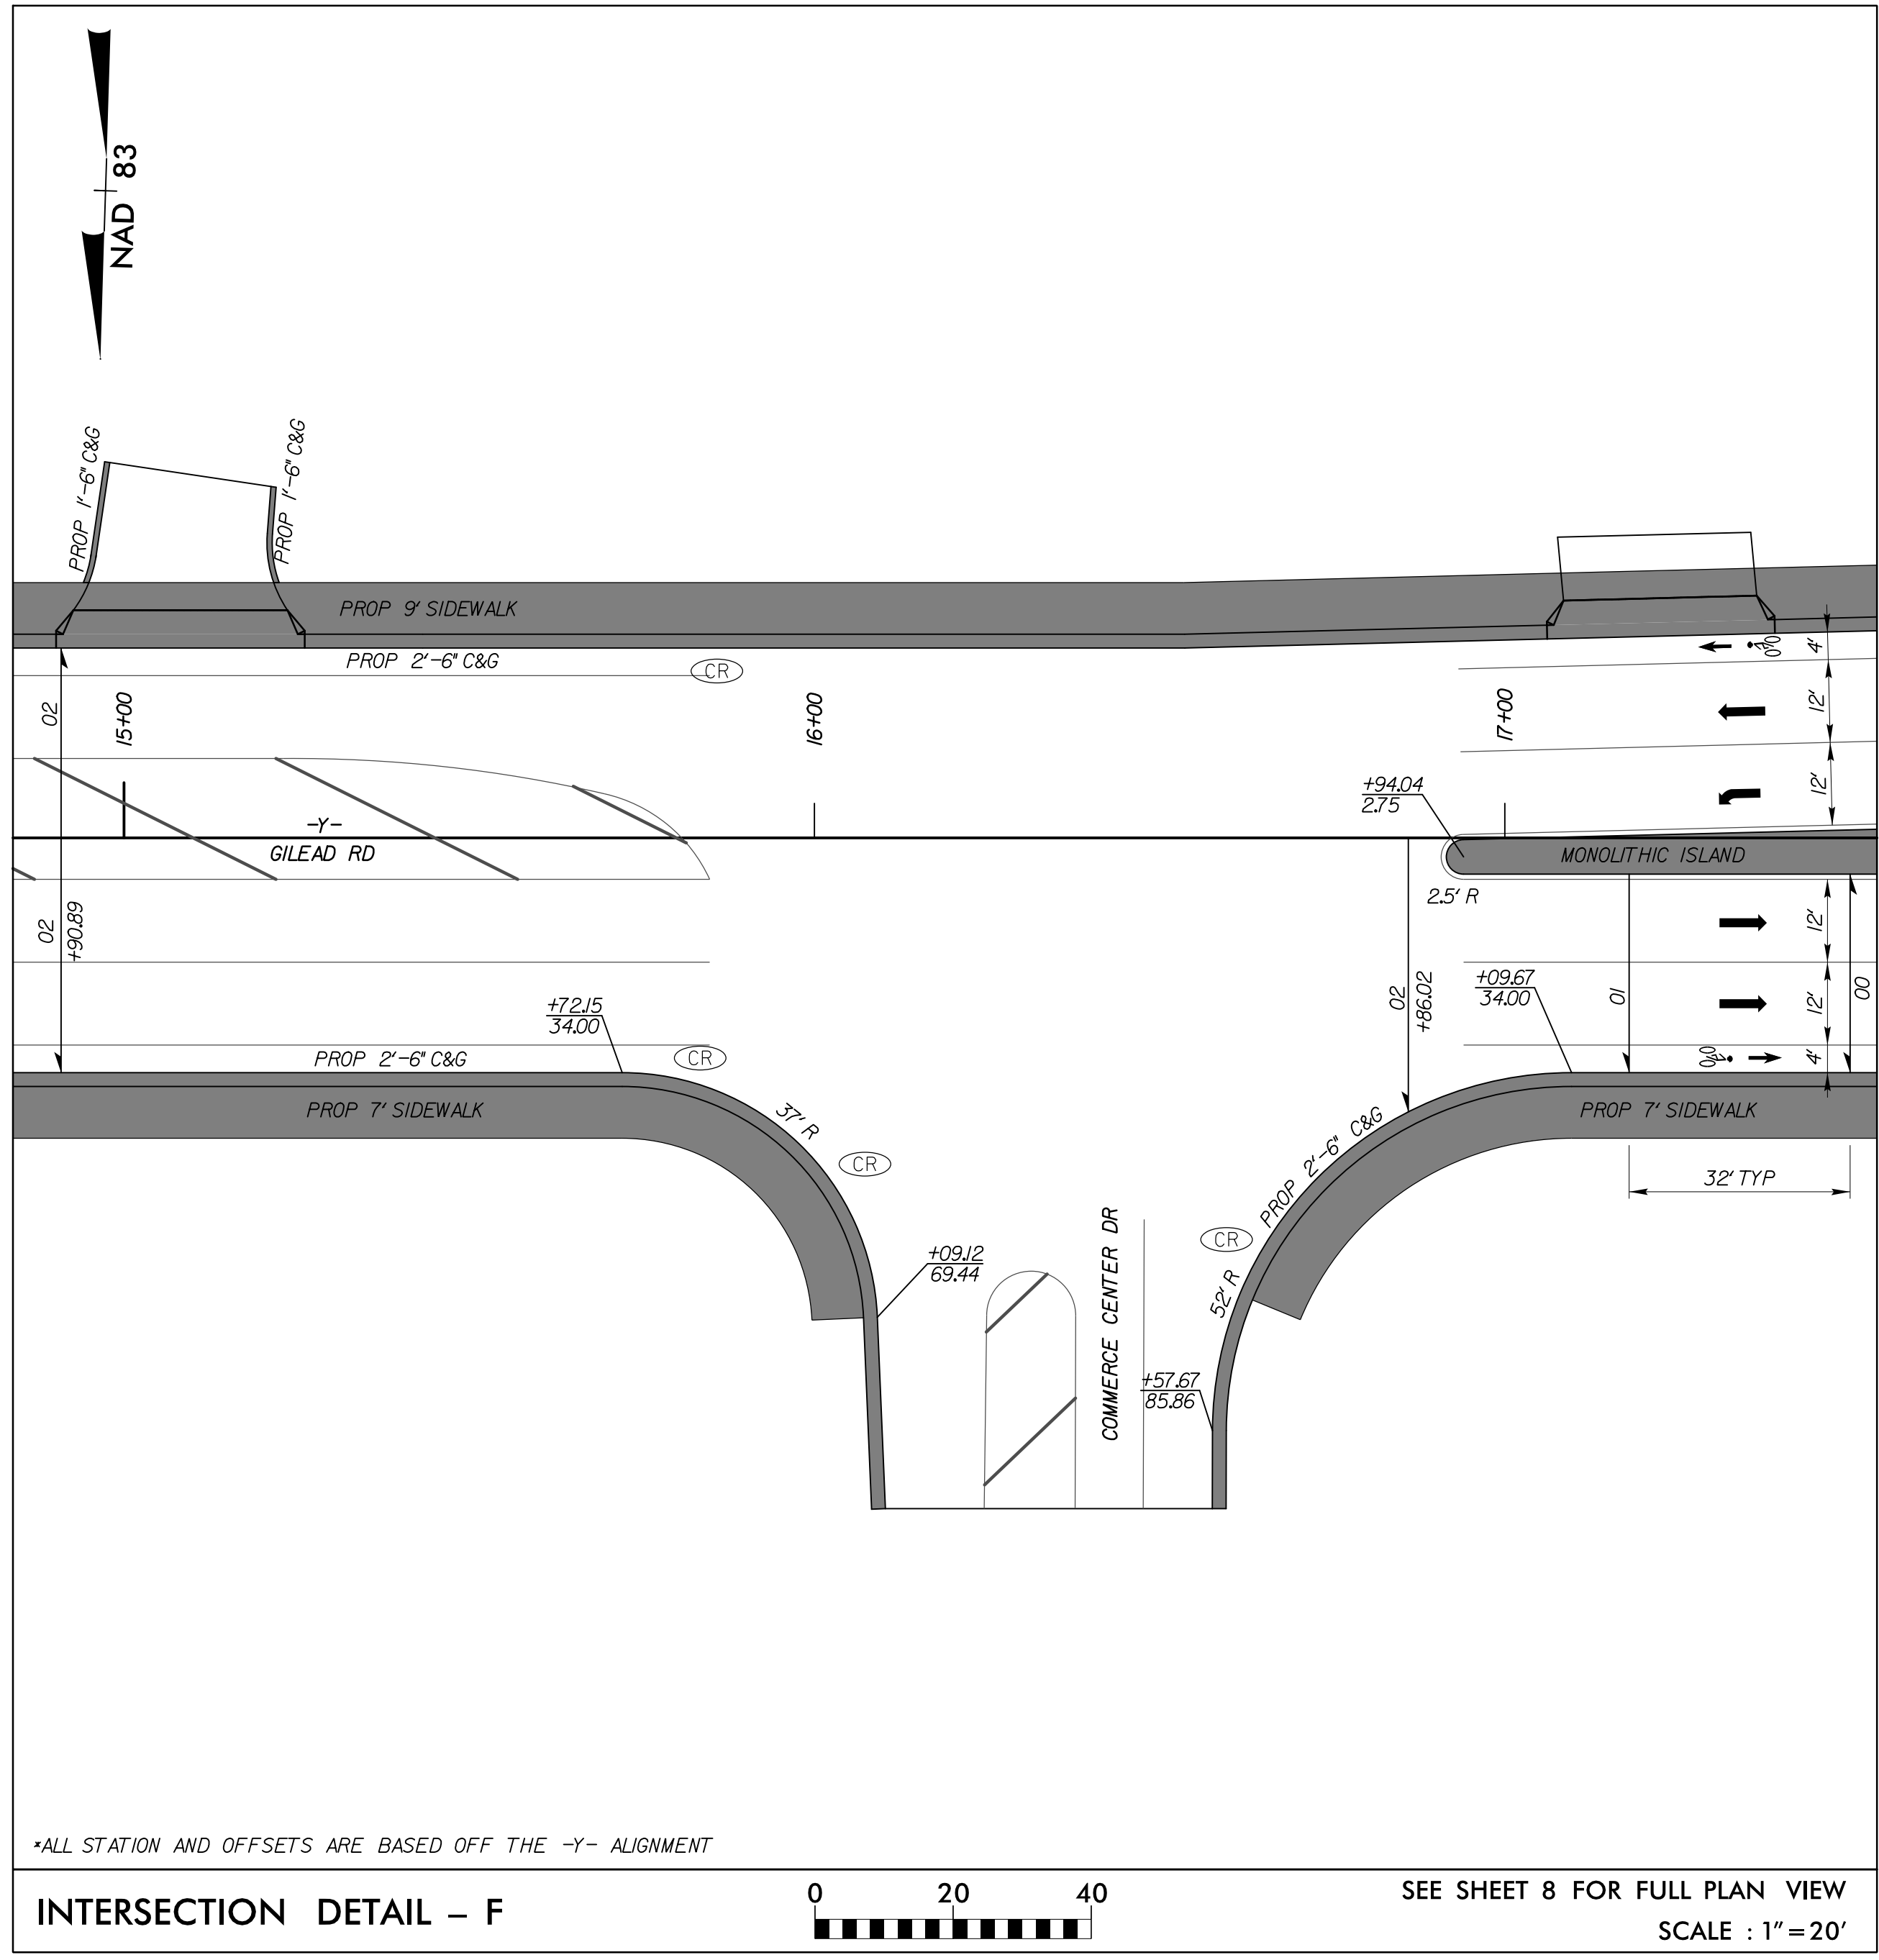 NAD 83
PROP 1'-6" C&G
PROP 1'-6" C&G
PROP 9' SIDEWALK
PROP 2'-6" C&G
CR
02
15+00
16+00
17+00
4'
12'
12'
+94.04
2.75
-Y-
GILEAD RD
MONOLITHIC ISLAND
2.5' R
02
+90.89
12'
12'
4'
02
+86.02
+09.67
34.00
01
00
+72.15
34.00
PROP 2'-6" C&G
CR
PROP 7' SIDEWALK
37' R
CR
PROP 2'-6" C&G
PROP 7' SIDEWALK
32' TYP
CR
52' R
+09.12
69.44
COMMERCE CENTER DR
+57.67
85.86
*ALL STATION AND OFFSETS ARE BASED OFF THE -Y- ALIGNMENT
INTERSECTION DETAIL – F
0 20 40
SEE SHEET 8 FOR FULL PLAN VIEW
SCALE : 1"=20'